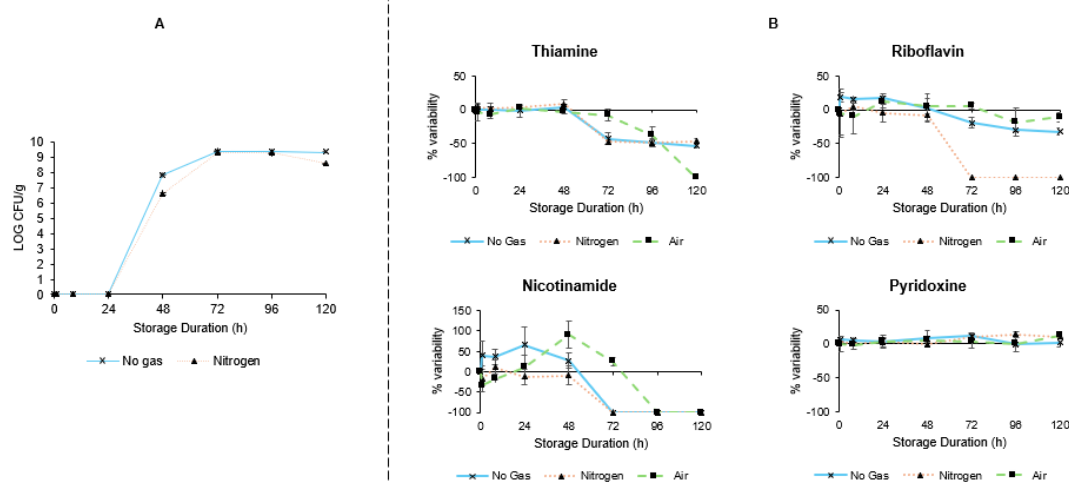 A
LOG CFU/g
10
9
8
7
6
5
4
3
2
1
0
0 24 48 72 96 120
Storage Duration (h)
No gas Nitrogen
B
Thiamine
% variability
50
0
-50
-100
0 24 48 72 96 120
Storage Duration (h)
No Gas Nitrogen Air
Riboflavin
% variability
50
0
-50
-100
0 24 48 72 96 120
Storage Duration (h)
No Gas Nitrogen Air
Nicotinamide
% variability
150
100
50
0
-50
-100
0 24 48 72 96 120
Storage Duration (h)
No Gas Nitrogen Air
Pyridoxine
% variability
50
0
-50
-100
0 24 48 72 96 120
Storage Duration (h)
No Gas Nitrogen Air